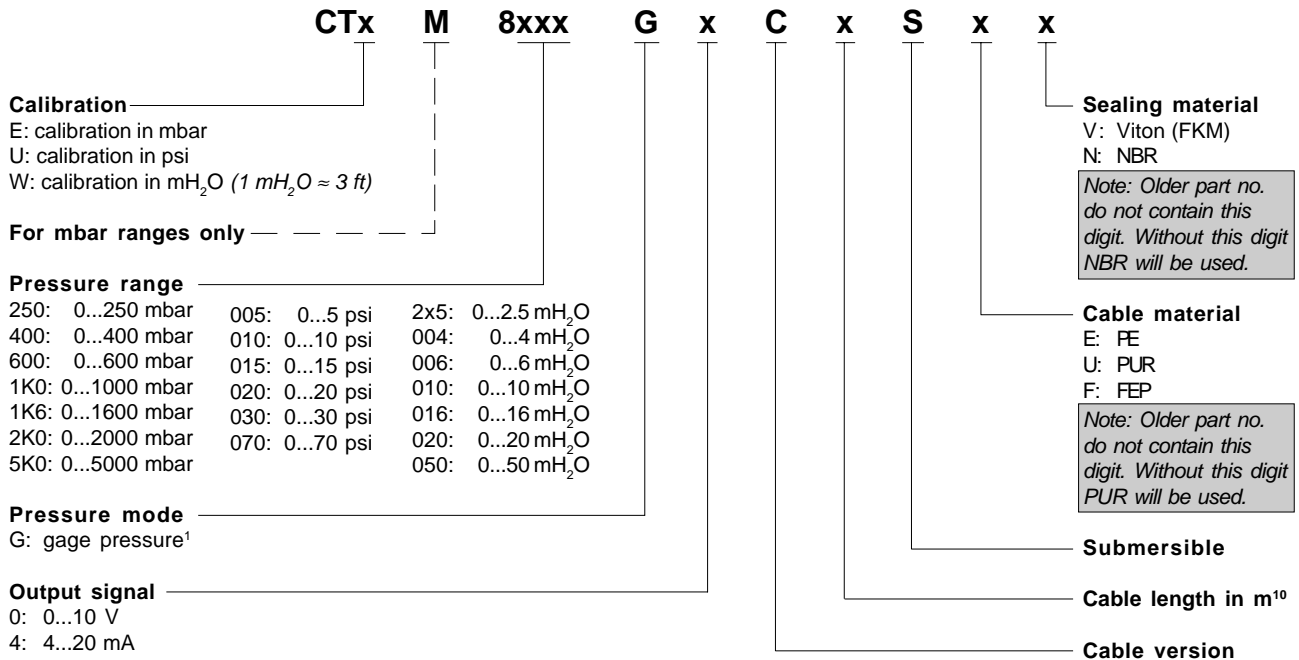 CTx M 8xxx G x C x S x x
Calibration
E: calibration in mbar
U: calibration in psi
W: calibration in mH₂O (1 mH₂O ≈ 3 ft)
For mbar ranges only
Pressure range
250: 0...250 mbar
400: 0...400 mbar
600: 0...600 mbar
1K0: 0...1000 mbar
1K6: 0...1600 mbar
2K0: 0...2000 mbar
5K0: 0...5000 mbar
005: 0...5 psi
010: 0...10 psi
015: 0...15 psi
020: 0...20 psi
030: 0...30 psi
070: 0...70 psi
2x5: 0...2.5 mH₂O
004: 0...4 mH₂O
006: 0...6 mH₂O
010: 0...10 mH₂O
016: 0...16 mH₂O
020: 0...20 mH₂O
050: 0...50 mH₂O
Pressure mode
G: gage pressure¹
Output signal
0: 0...10 V
4: 4...20 mA
Sealing material
V: Viton (FKM)
N: NBR
Note: Older part no.
do not contain this
digit. Without this digit
NBR will be used.
Cable material
E: PE
U: PUR
F: FEP
Note: Older part no.
do not contain this
digit. Without this digit
PUR will be used.
Submersible
Cable length in m¹⁰
Cable version